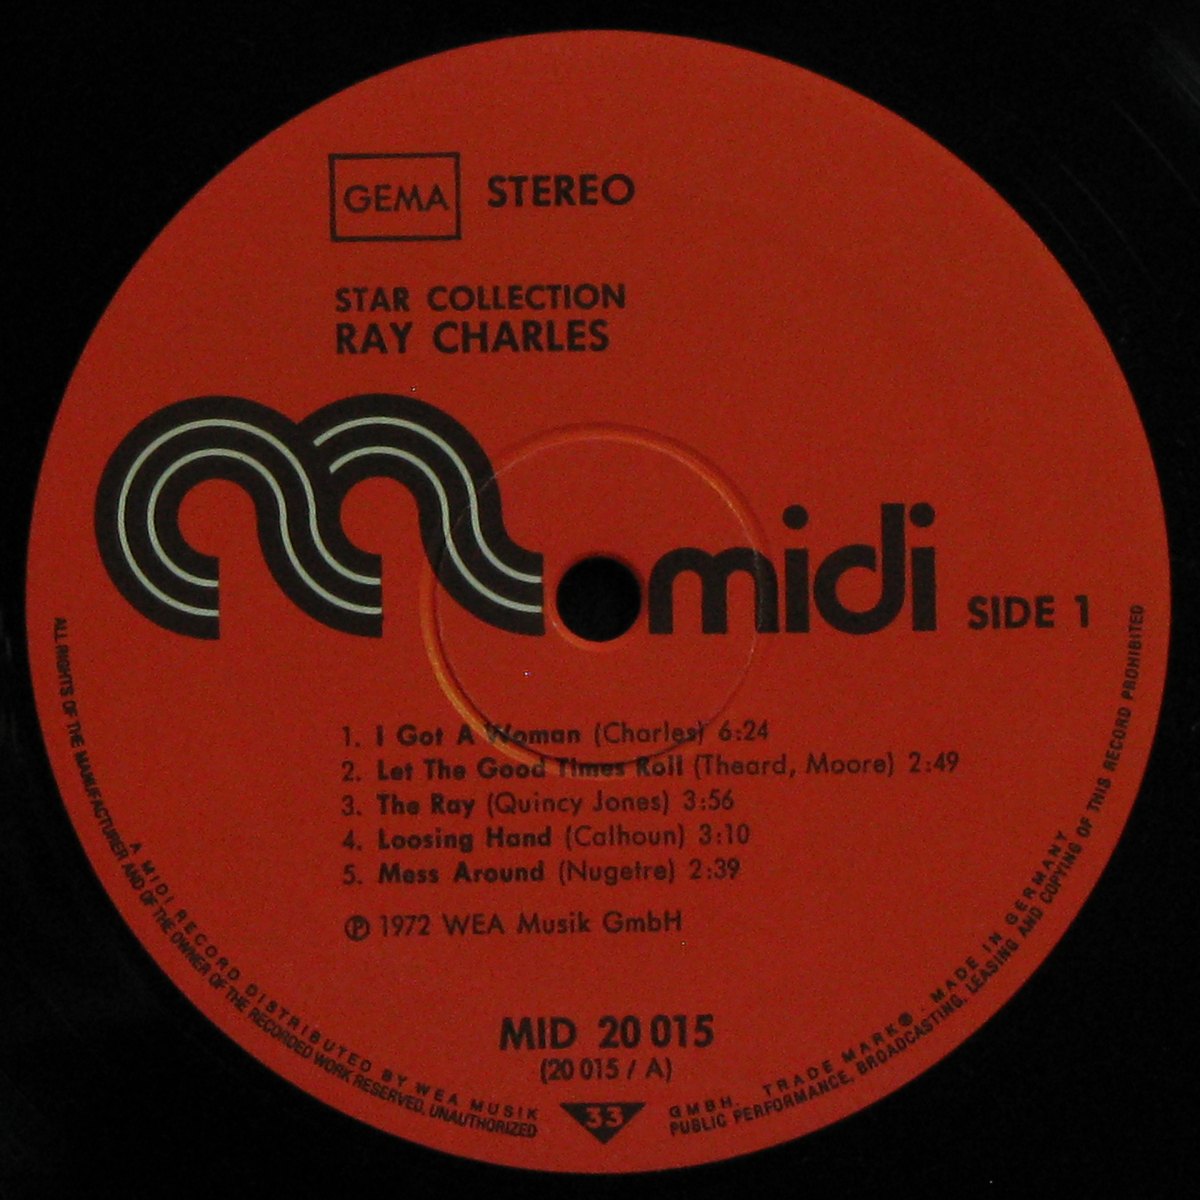 GEMA STEREO
STAR COLLECTION
RAY CHARLES
midi SIDE 1
1. I Got A Woman (Charles) 6:24
2. Let The Good Times Roll (Theard, Moore) 2:49
3. The Ray (Quincy Jones) 3:56
4. Loosing Hand (Calhoun) 3:10
5. Mess Around (Nugetre) 2:39
℗ 1972 WEA Musik GmbH
MID 20 015
(20 015 / A)
33
A MIDI RECORD DISTRIBUTED BY WEA MUSIK GMBH. TRADE MARK ® . MADE IN GERMANY
ALL RIGHTS OF THE MANUFACTURER AND OF THE OWNER OF THE RECORDED WORK RESERVED, UNAUTHORIZED PUBLIC PERFORMANCE, BROADCASTING, LEASING AND COPYING OF THIS RECORD PROHIBITED